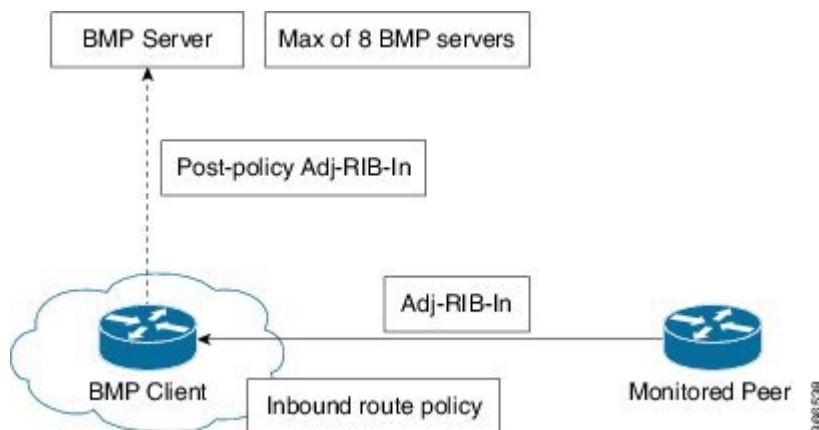 BMP Server
Max of 8 BMP servers
Post-policy Adj-RIB-In
Adj-RIB-In
BMP Client
Inbound route policy
Monitored Peer